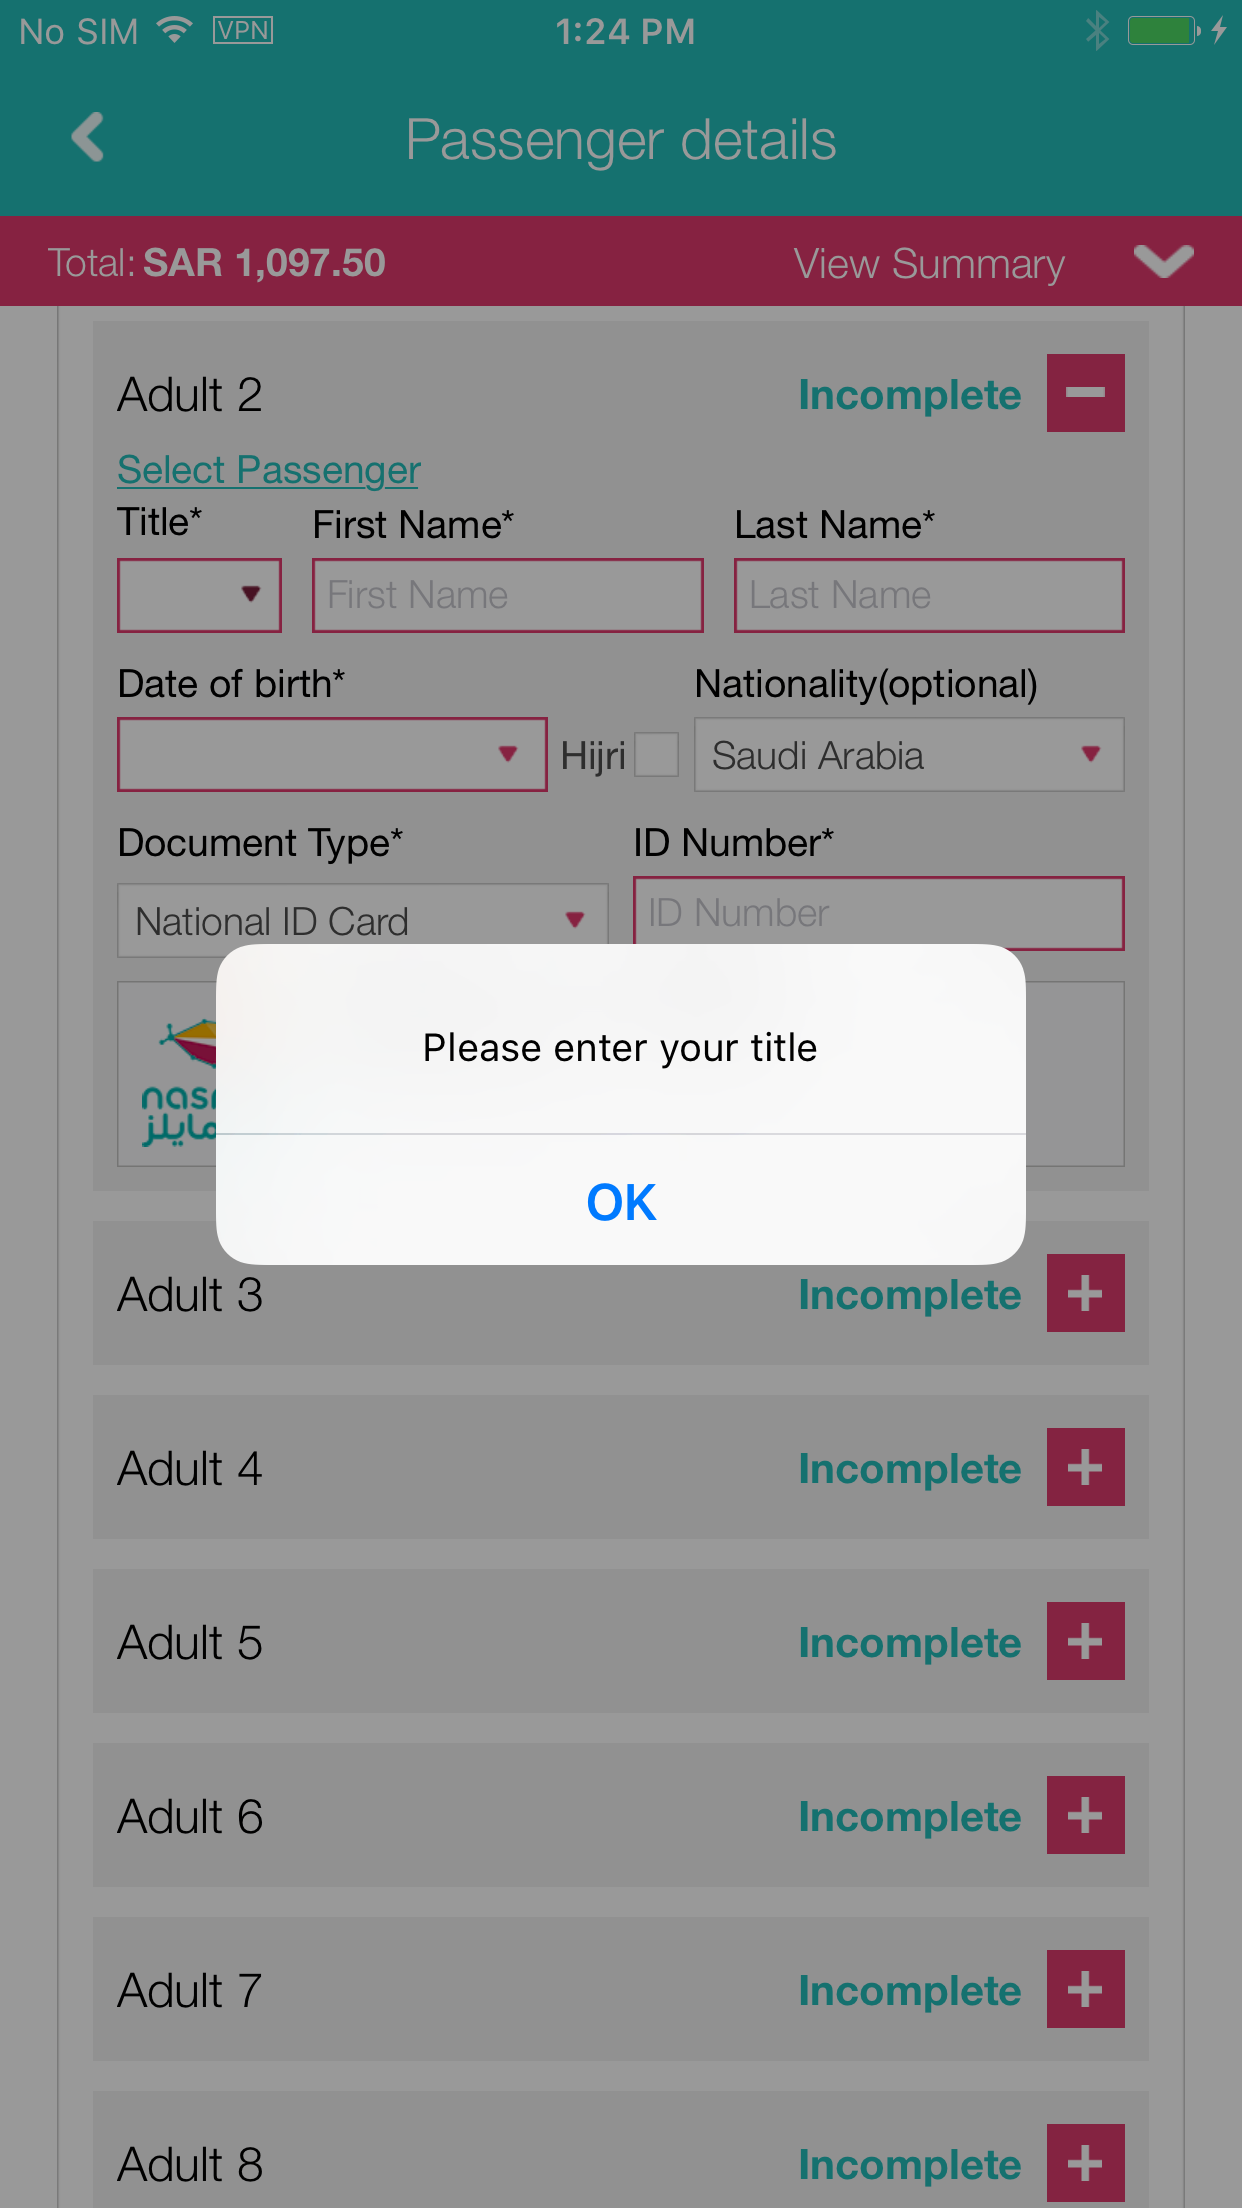 No SIM VPN 1:24 PM
Passenger details
Total: SAR 1,097.50 View Summary
Adult 2 Incomplete
Select Passenger
Title* First Name* Last Name*
First Name Last Name
Date of birth* Nationality(optional)
Hijri Saudi Arabia
Document Type* ID Number*
National ID Card ID Number
Please enter your title
OK
Adult 3 Incomplete
Adult 4 Incomplete
Adult 5 Incomplete
Adult 6 Incomplete
Adult 7 Incomplete
Adult 8 Incomplete